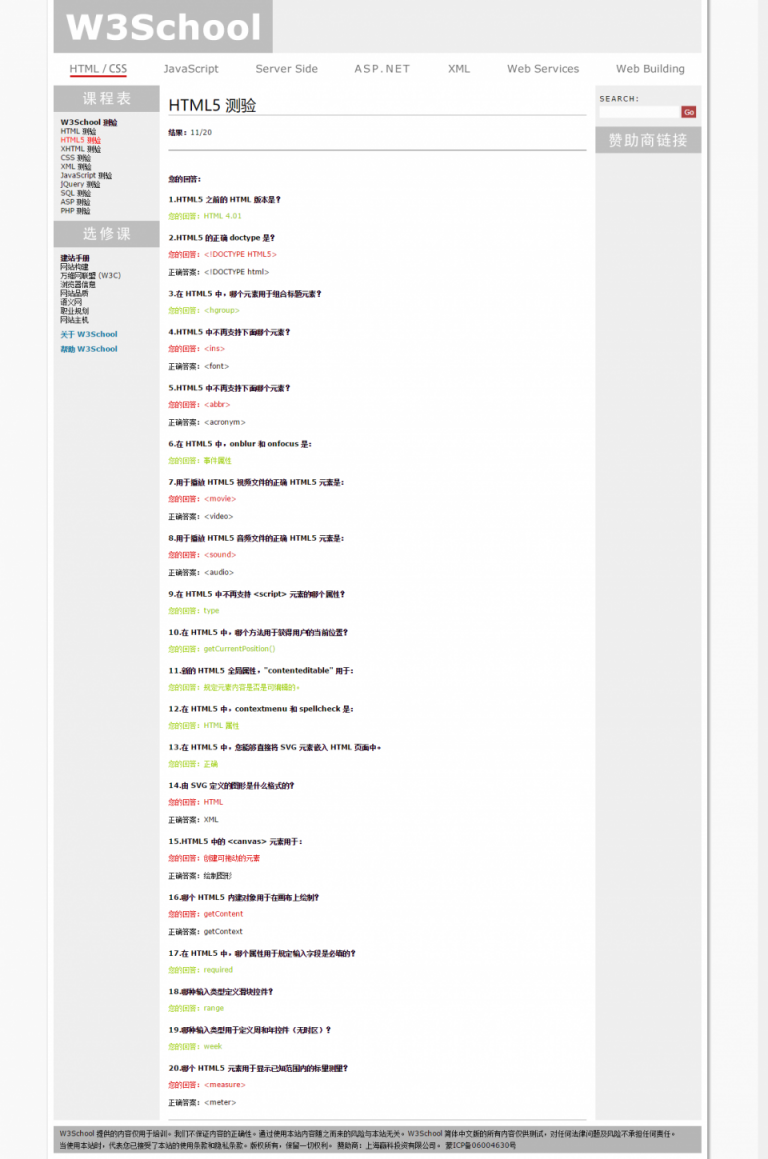 W3School
HTML / CSS JavaScript Server Side ASP.NET XML Web Services Web Building
课程表
W3School 测验
HTML 测验
HTML5 测验
XHTML 测验
CSS 测验
XML 测验
JavaScript 测验
jQuery 测验
SQL 测验
ASP 测验
PHP 测验
选修课
建站手册
网站构建
万维网联盟 (W3C)
浏览器信息
网站品质
语义网
职业规划
网站主机
关于 W3School
帮助 W3School
HTML5 测验
结果：11/20
您的回答：
1.HTML5 之前的 HTML 版本是？
您的回答：HTML 4.01
2.HTML5 的正确 doctype 是？
您的回答：<!DOCTYPE HTML5>
正确答案：<!DOCTYPE html>
3.在 HTML5 中，哪个元素用于组合标题元素？
您的回答：<hgroup>
4.HTML5 中不再支持下面哪个元素？
您的回答：<ins>
正确答案：<font>
5.HTML5 中不再支持下面哪个元素？
您的回答：<abbr>
正确答案：<acronym>
6.在 HTML5 中，onblur 和 onfocus 是：
您的回答：事件属性
7.用于播放 HTML5 视频文件的正确 HTML5 元素是：
您的回答：<movie>
正确答案：<video>
8.用于播放 HTML5 音频文件的正确 HTML5 元素是：
您的回答：<sound>
正确答案：<audio>
9.在 HTML5 中不再支持 <script> 元素的哪个属性？
您的回答：type
10.在 HTML5 中，哪个方法用于获得用户的当前位置？
您的回答：getCurrentPosition()
11.新的 HTML5 全局属性，"contenteditable" 用于：
您的回答：规定元素内容是否是可编辑的。
12.在 HTML5 中，contextmenu 和 spellcheck 是：
您的回答：HTML 属性
13.在 HTML5 中，您能够直接将 SVG 元素嵌入 HTML 页面中。
您的回答：正确
14.由 SVG 定义的图形是什么格式的？
您的回答：HTML
正确答案：XML
15.HTML5 中的 <canvas> 元素用于：
您的回答：创建可拖动的元素
正确答案：绘制图形
16.哪个 HTML5 内建对象用于在画布上绘制？
您的回答：getContent
正确答案：getContext
17.在 HTML5 中，哪个属性用于规定输入字段是必填的？
您的回答：required
18.哪种输入类型定义滑块控件？
您的回答：range
19.哪种输入类型用于定义周和年控件（无时区）？
您的回答：week
20.哪个 HTML5 元素用于显示已知范围内的标量测量？
您的回答：<measure>
正确答案：<meter>
SEARCH:
Go
赞助商链接
W3School 提供的内容仅用于培训。我们不保证内容的正确性。通过使用本站内容随之而来的风险与本站无关。W3School 简体中文版的所有内容仅供测试，对任何法律问题及风险不承担任何责任。
当使用本站时，代表您已接受了本站的使用条款和隐私条款。版权所有，保留一切权利。 赞助商：上海赢科投资有限公司。 蒙ICP备06004630号